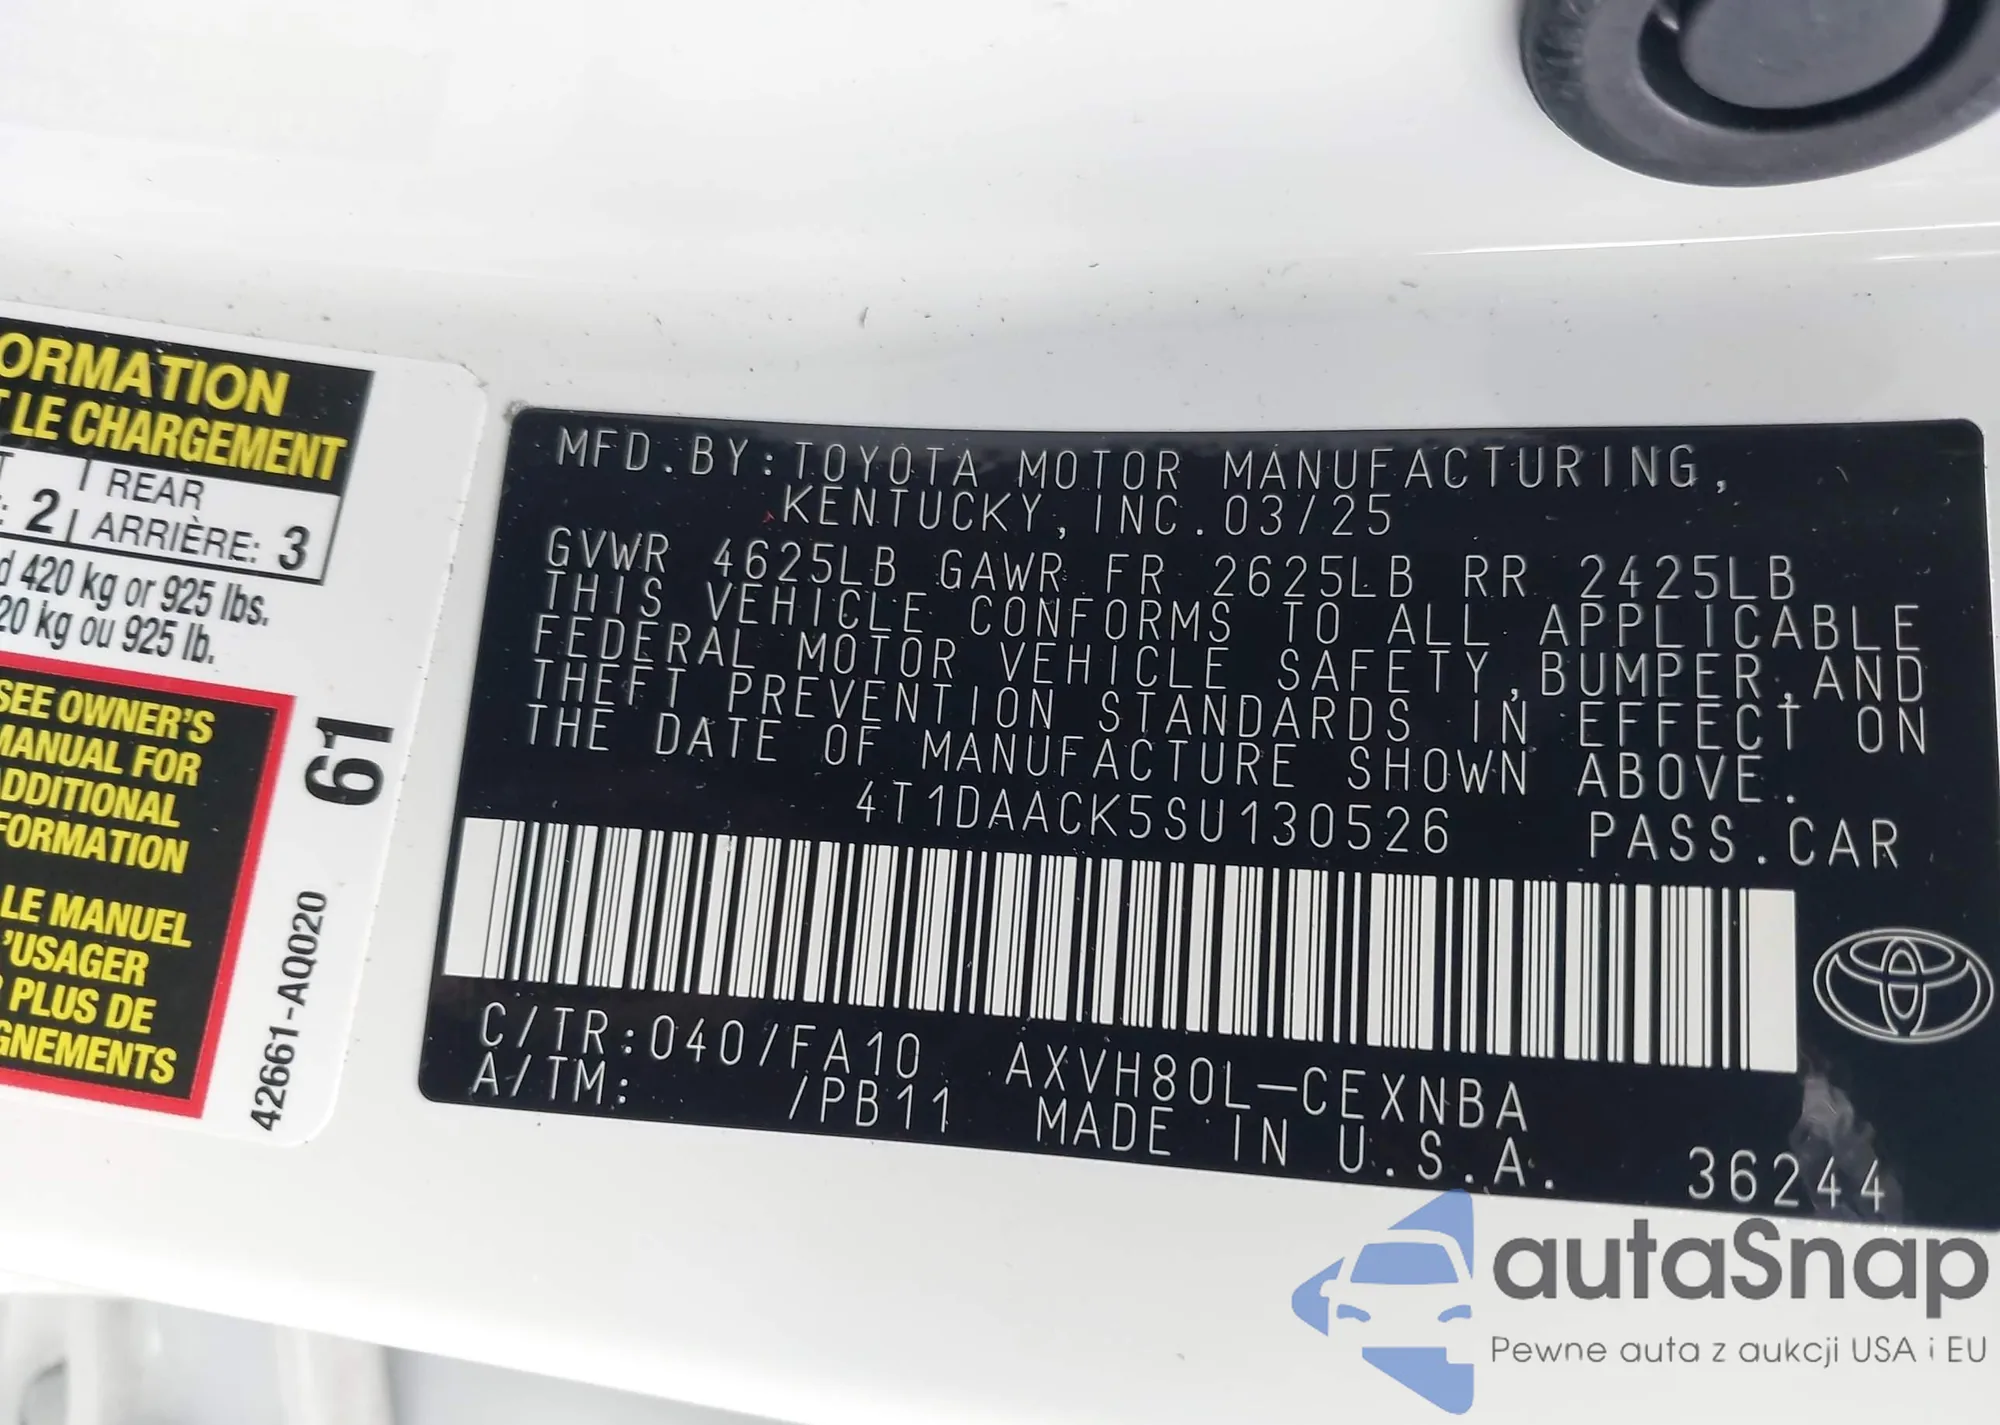 ORMATION
LE CHARGEMENT
REAR
2 ARRIÈRE: 3
420 kg or 925 lbs.
20 kg ou 925 lb.
SEE OWNER'S
MANUAL FOR
ADDITIONAL
FORMATION
LE MANUEL
'USAGER
PLUS DE
GNEMENTS
61
42661-AQ020
MFD.BY:TOYOTA MOTOR MANUFACTURING,
KENTUCKY,INC.03/25
GVWR 4625LB GAWR FR 2625LB RR 2425LB
THIS VEHICLE CONFORMS TO ALL APPLICABLE
FEDERAL MOTOR VEHICLE SAFETY,BUMPER,AND
THEFT PREVENTION STANDARDS IN EFFECT ON
THE DATE OF MANUFACTURE SHOWN ABOVE.
4T1DAACK5SU130526 PASS.CAR
C/TR:040/FA10 AXVH80L-CEXNBA
A/TM: /PB11 MADE IN U.S.A. 36244
autaSnap
Pewne auta z aukcji USA i EU